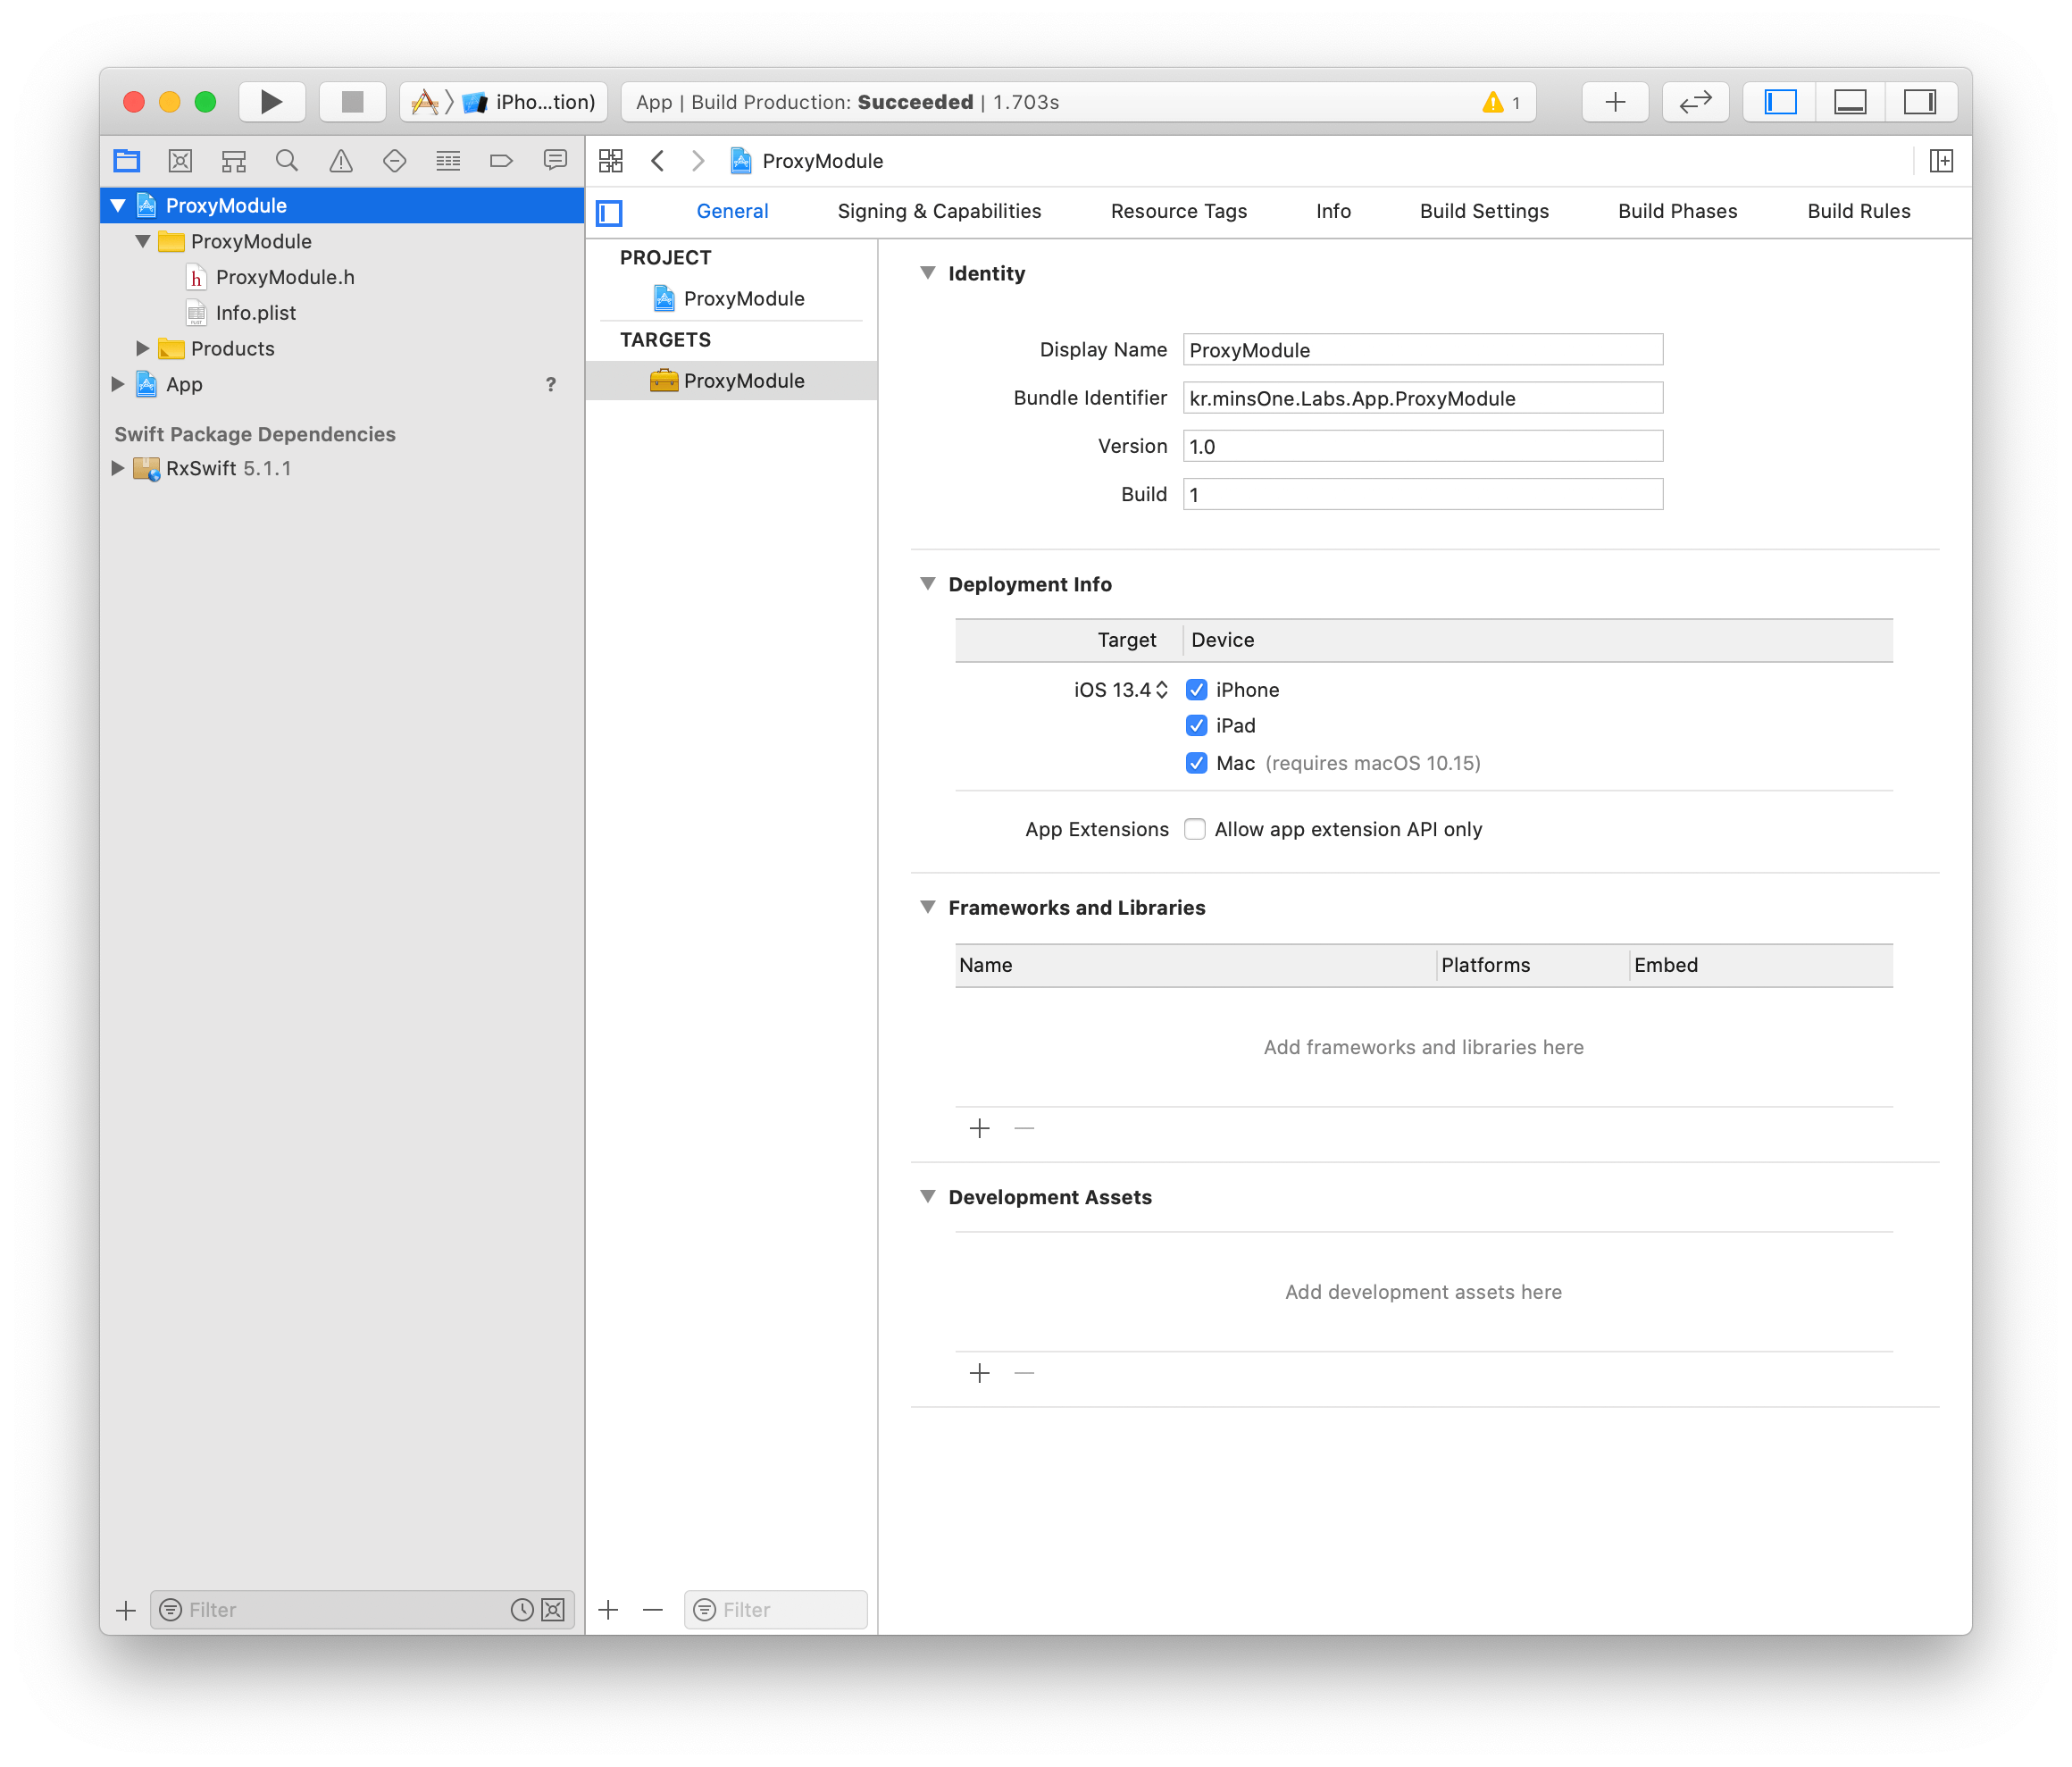 iPho...tion)
App | Build Production: Succeeded | 1.703s
1
ProxyModule
ProxyModule
ProxyModule.h
Info.plist
Products
App
?
Swift Package Dependencies
RxSwift 5.1.1
Filter
ProxyModule
General
Signing & Capabilities
Resource Tags
Info
Build Settings
Build Phases
Build Rules
PROJECT
ProxyModule
TARGETS
ProxyModule
Filter
Identity
Display Name ProxyModule
Bundle Identifier kr.minsOne.Labs.App.ProxyModule
Version 1.0
Build 1
Deployment Info
Target Device
iOS 13.4 iPhone
iPad
Mac (requires macOS 10.15)
App Extensions Allow app extension API only
Frameworks and Libraries
Name Platforms Embed
Add frameworks and libraries here
Development Assets
Add development assets here